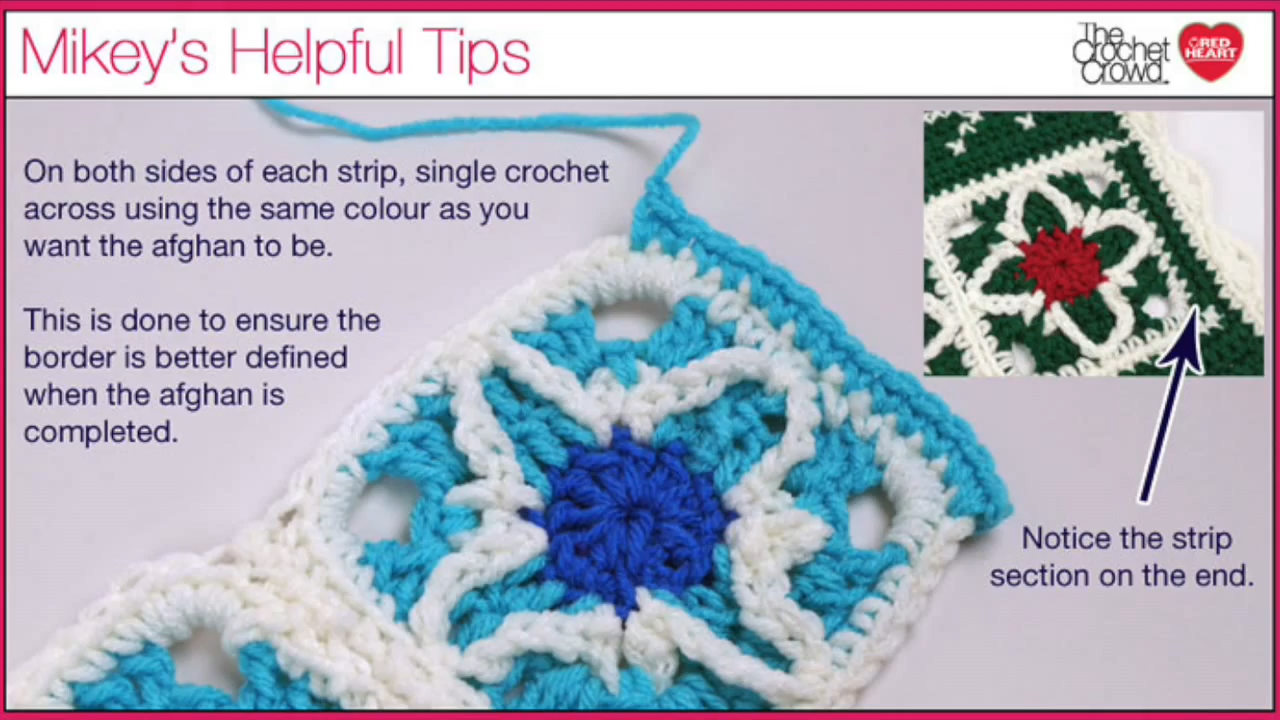 Mikey's Helpful Tips
The
Crochet
Crowd
RED
HEART
On both sides of each strip, single crochet
across using the same colour as you
want the afghan to be.
This is done to ensure the
border is better defined
when the afghan is
completed.
Notice the strip
section on the end.